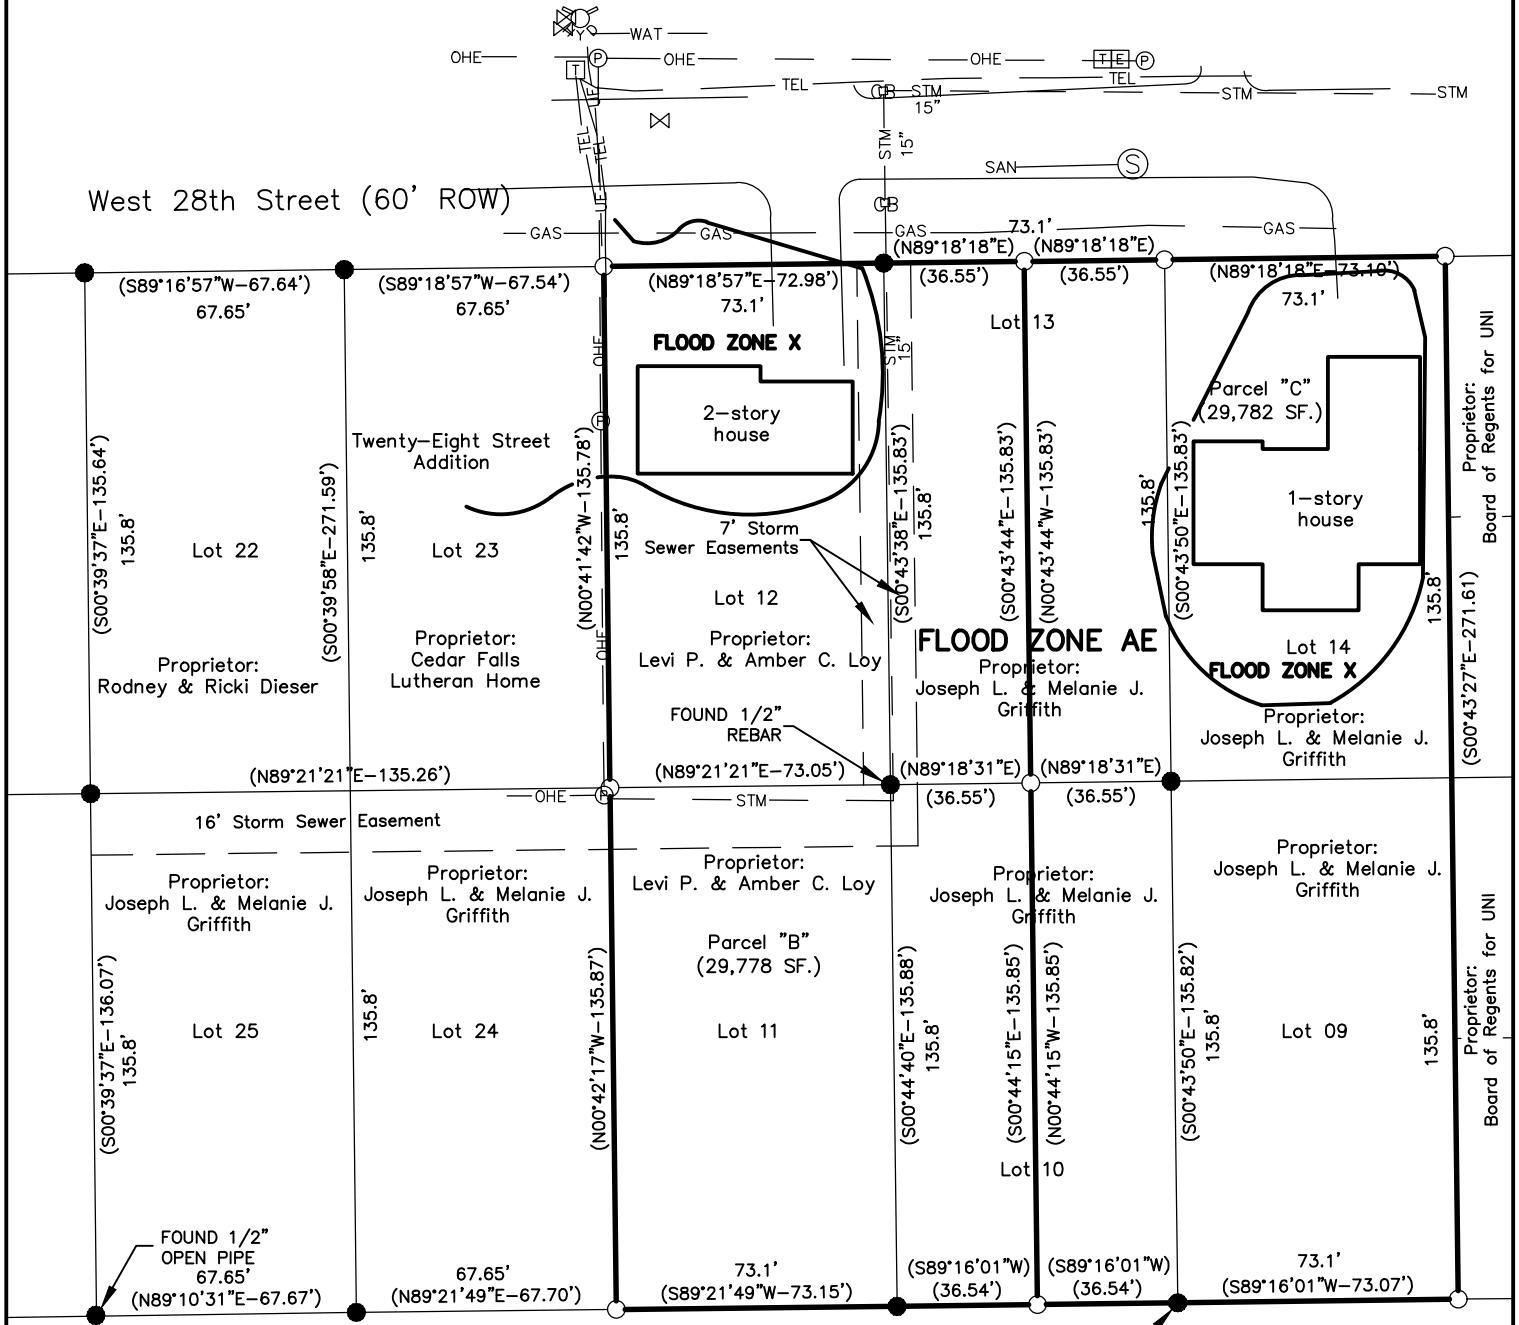 WAT
OHE
P
OHE
OHE
T E
P
T
TEL
TEL
UE
CB
STM
15"
STM
STM
TEL
TEL
STM
15"
SAN
S
West 28th Street (60' ROW)
UE
CB
GAS
GAS
GAS
GAS
73.1'
(N89°18'18"E)
(N89°18'18"E)
(S89°16'57"W-67.64')
67.65'
(S89°18'57"W-67.54')
67.65'
(N89°18'57"E-72.98')
73.1'
(36.55')
(36.55')
(N89°18'18"E-73.10')
73.1'
Lot 13
FLOOD ZONE X
OHE
STM
15"
2-story
house
P
Parcel "C"
(29,782 SF.)
1-story
house
Proprietor:
Board of Regents for UNI
Twenty-Eight Street
Addition
(S00°39'37"E-135.64')
135.8'
Lot 22
(S00°39'58"E-271.59')
135.8'
Lot 23
(N00°41'42"W-135.78')
135.8'
7' Storm
Sewer Easements
(S00°43'38"E-135.83')
135.8'
(S00°43'44"E-135.83')
(N00°43'44"W-135.83')
135.8'
(S00°43'50"E-135.83')
135.8'
(S00°43'27"E-271.61)
Lot 12
OHE
Proprietor:
Rodney & Ricki Dieser
Proprietor:
Cedar Falls
Lutheran Home
Proprietor:
Levi P. & Amber C. Loy
FLOOD ZONE AE
Proprietor:
Joseph L. & Melanie J.
Griffith
Lot 14
FLOOD ZONE X
Proprietor:
Joseph L. & Melanie J.
Griffith
FOUND 1/2"
REBAR
(N89°21'21"E-135.26')
(N89°21'21"E-73.05')
(N89°18'31"E)
(36.55')
(N89°18'31"E)
(36.55')
OHE
P
STM
16' Storm Sewer Easement
Proprietor:
Joseph L. & Melanie J.
Griffith
Proprietor:
Joseph L. & Melanie J.
Griffith
Proprietor:
Levi P. & Amber C. Loy
Proprietor:
Joseph L. & Melanie J.
Griffith
Proprietor:
Joseph L. & Melanie J.
Griffith
Parcel "B"
(29,778 SF.)
(S00°39'37"E-136.07')
135.8'
Lot 25
135.8'
Lot 24
(N00°42'17"W-135.87')
Lot 11
(S00°44'40"E-135.88')
135.8'
(S00°44'15"E-135.85')
(N00°44'15"W-135.85')
(S00°43'50"E-135.82')
135.8'
Lot 09
135.8'
Proprietor:
Board of Regents for UNI
Lot 10
FOUND 1/2"
OPEN PIPE
67.65'
(N89°10'31"E-67.67')
67.65'
(N89°21'49"E-67.70')
73.1'
(S89°21'49"W-73.15')
(S89°16'01"W)
(36.54')
(S89°16'01"W)
(36.54')
73.1'
(S89°16'01"W-73.07')